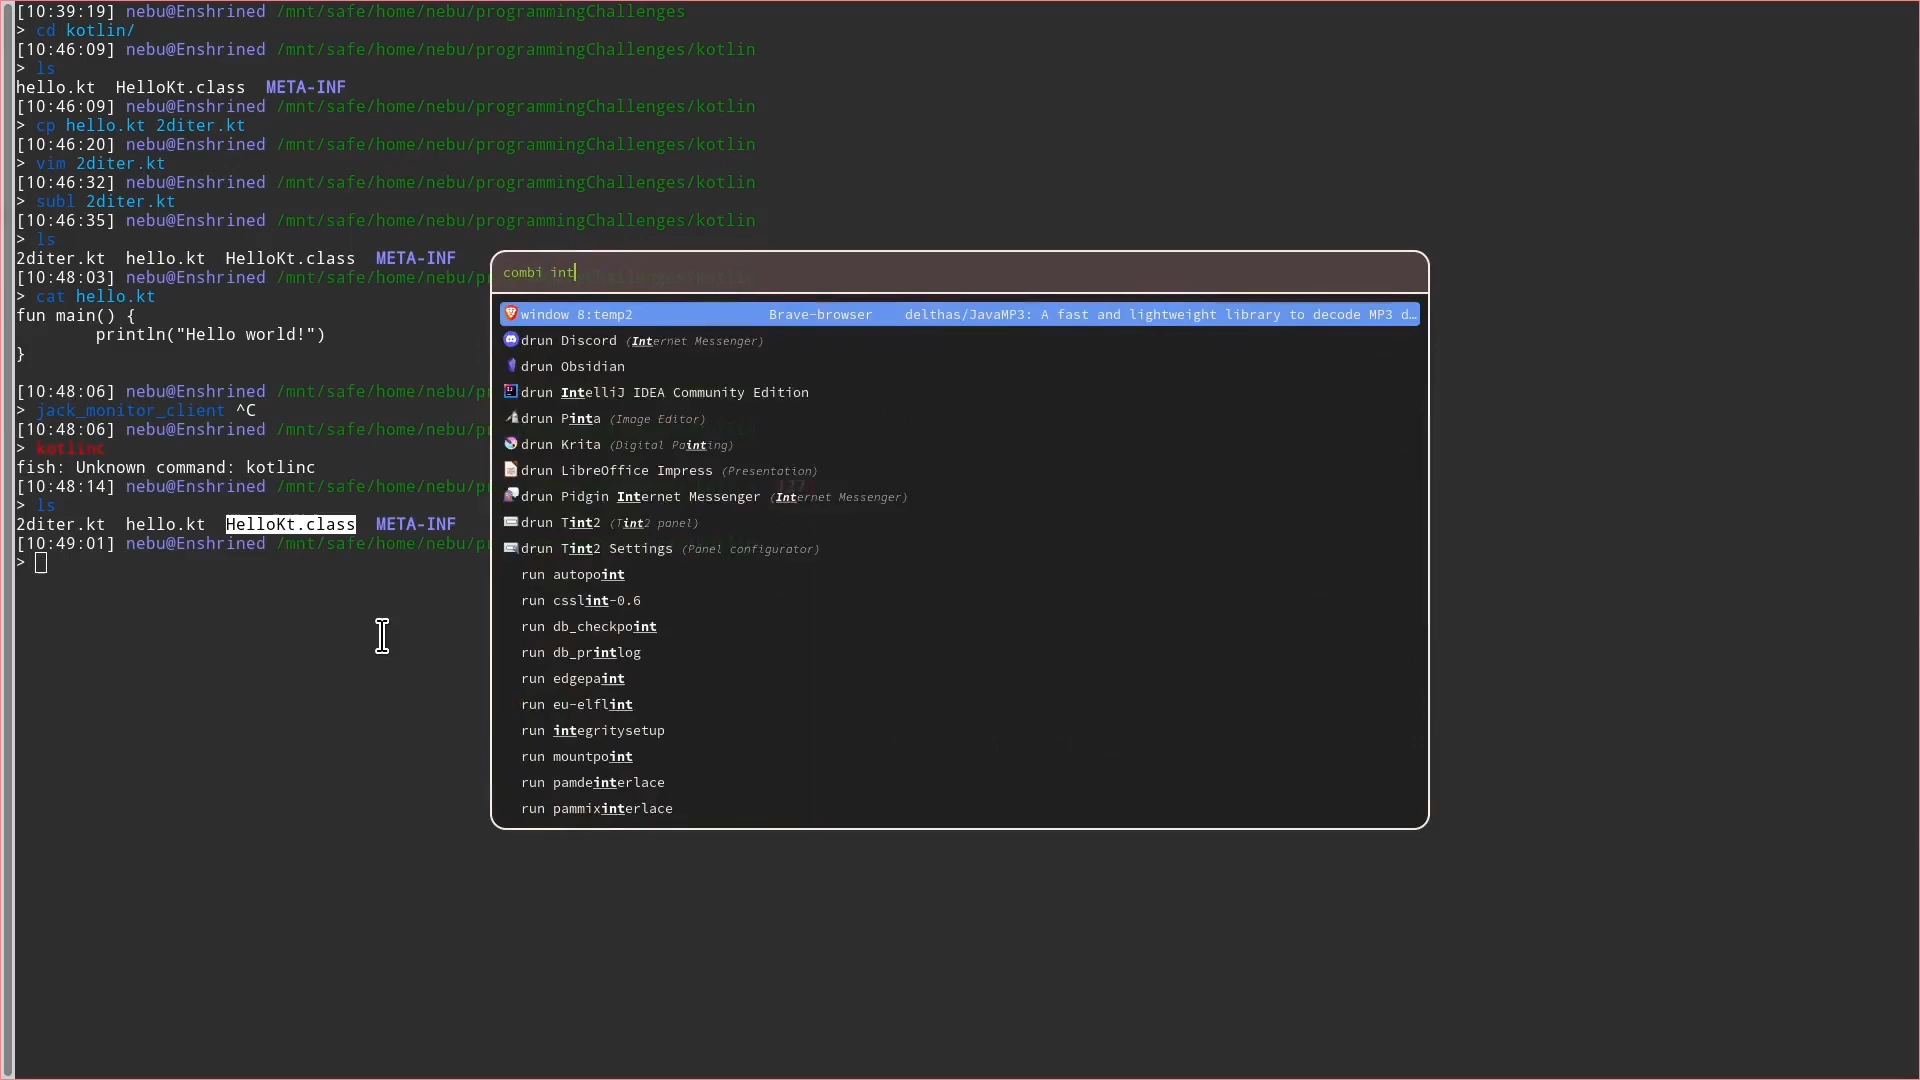 [10:39:19] nebu@Enshrined /mnt/safe/home/nebu/programmingChallenges
> cd kotlin/
[10:46:09] nebu@Enshrined /mnt/safe/home/nebu/programmingChallenges/kotlin
> ls
hello.kt  HelloKt.class  META-INF
[10:46:09] nebu@Enshrined /mnt/safe/home/nebu/programmingChallenges/kotlin
> cp hello.kt 2diter.kt
[10:46:20] nebu@Enshrined /mnt/safe/home/nebu/programmingChallenges/kotlin
> vim 2diter.kt
[10:46:32] nebu@Enshrined /mnt/safe/home/nebu/programmingChallenges/kotlin
> subl 2diter.kt
[10:46:35] nebu@Enshrined /mnt/safe/home/nebu/programmingChallenges/kotlin
> ls
2diter.kt  hello.kt  HelloKt.class  META-INF
[10:48:03] nebu@Enshrined /mnt/safe/home/nebu/pr
> cat hello.kt
fun main() {
        println("Hello world!")
}
[10:48:06] nebu@Enshrined /mnt/safe/home/nebu/pr
> jack_monitor_client ^C
[10:48:06] nebu@Enshrined /mnt/safe/home/nebu/pr
> kotlinc
fish: Unknown command: kotlinc
[10:48:14] nebu@Enshrined /mnt/safe/home/nebu/pr
> ls
2diter.kt  hello.kt  HelloKt.class  META-INF
[10:49:01] nebu@Enshrined /mnt/safe/home/nebu/pr
>
combi int
window 8:temp2 Brave-browser delthas/JavaMP3: A fast and lightweight library to decode MP3 d…
drun Discord (Internet Messenger)
drun Obsidian
drun IntelliJ IDEA Community Edition
drun Pinta (Image Editor)
drun Krita (Digital Painting)
drun LibreOffice Impress (Presentation)
drun Pidgin Internet Messenger (Internet Messenger)
drun Tint2 (Tint2 panel)
drun Tint2 Settings (Panel configurator)
run autopoint
run csslint-0.6
run db_checkpoint
run db_printlog
run edgepaint
run eu-elflint
run integritysetup
run mountpoint
run pamdeinterlace
run pammixinterlace